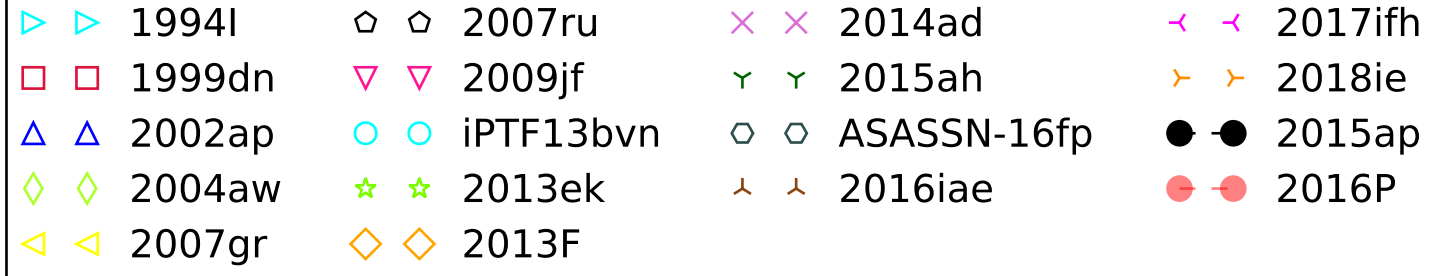 1994I 2007ru 2014ad 2017ifh
1999dn 2009jf 2015ah 2018ie
2002ap iPTF13bvn ASASSN-16fp 2015ap
2004aw 2013ek 2016iae 2016P
2007gr 2013F